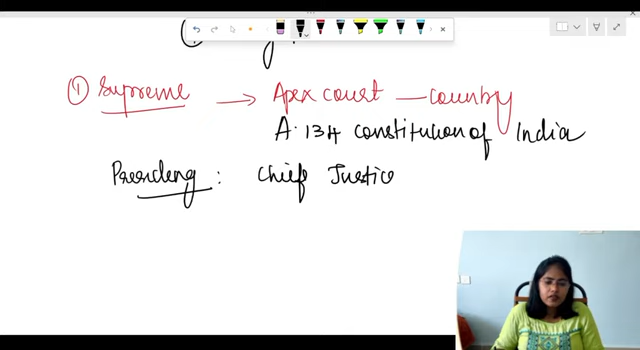 ① Supreme → Apex court — country
A. 134 constitution of India
Presiding : Chief Justice